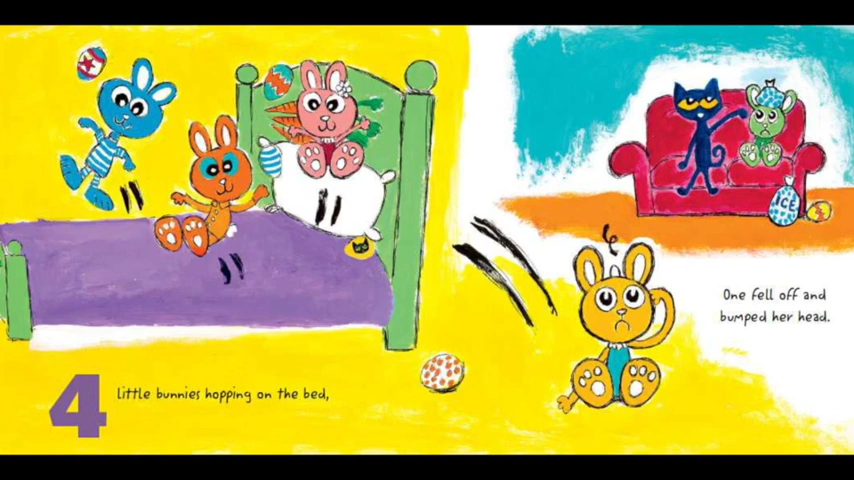 4
little bunnies hopping on the bed,
One fell off and
bumped her head.
ICE